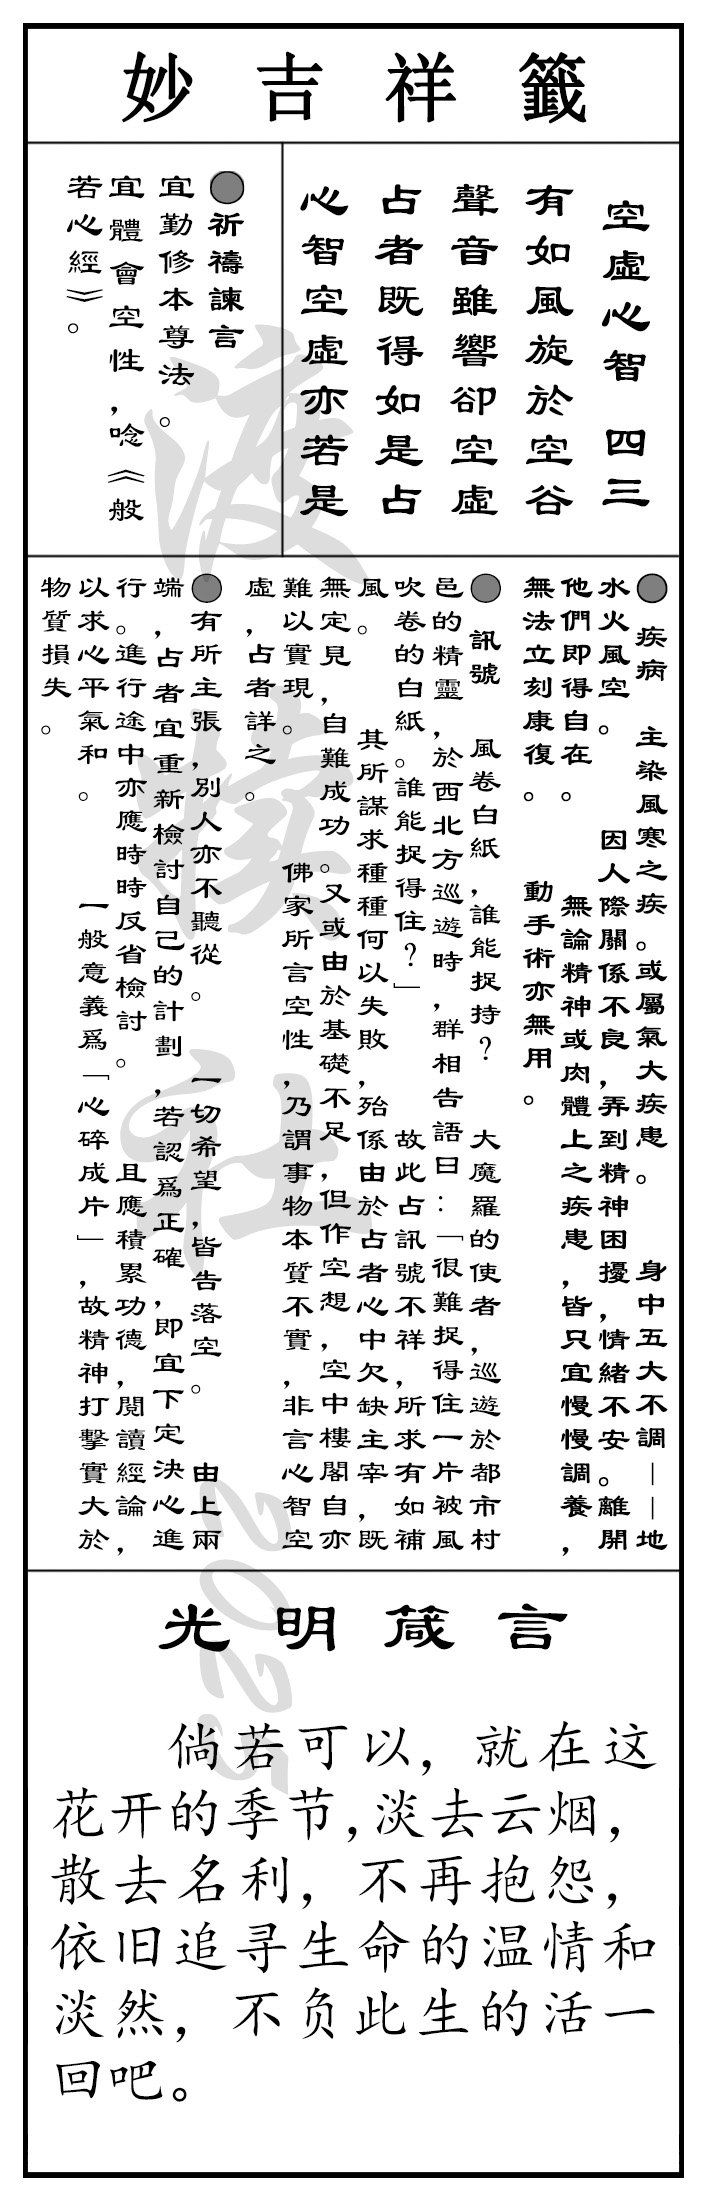 妙吉祥籤
空虛心智 四三
有如風旋於空谷
聲音雖響卻空虛
占者既得如是占
心智空虛亦若是
●祈禱諫言
宜勤修本尊法。
宜體會空性，唸《般
若心經》。
● 疾病 主染風寒之疾。或屬氣大疾患。 身中五大不調——地
水火風空。 因人際關係不良，弄到精神困擾，情緒不安。離開
他們即得自在。 無論精神或肉體上之疾患，皆只宜慢慢調養，
無法立刻康復。 動手術亦無用。
● 訊號 風卷白紙，誰能捉持？ 大魔羅的使者，巡遊於都市村
邑的精靈，於西北方巡遊時，群相告語曰：「很難捉得住一片被風
吹卷的白紙。誰能捉得住？」 故此占訊號不祥，所求有如補
風。 其所謀求種種何以失敗，殆係由於占者心中欠缺主宰，既
無定見，自難成功。又或由於基礎不足，但作空想，空中樓閣自亦
難以實現。 佛家所言空性，乃謂事物本質不實，非言心智空
虛，占者詳之。
●有所主張，別人亦不聽從。 一切希望，皆告落空。 由上兩
端，占者宜重新檢討自己的計劃，若認爲正確，即宜下定決心進
行。進行途中亦應時時反省檢討。 且應積累功德，閱讀經論，
以求心平氣和。 一般意義爲「心碎成片」，故精神打擊實大於
物質損失。
光明箴言
倘若可以，就在这
花开的季节,淡去云烟，
散去名利，不再抱怨，
依旧追寻生命的温情和
淡然，不负此生的活一
回吧。
渡犢社 2025